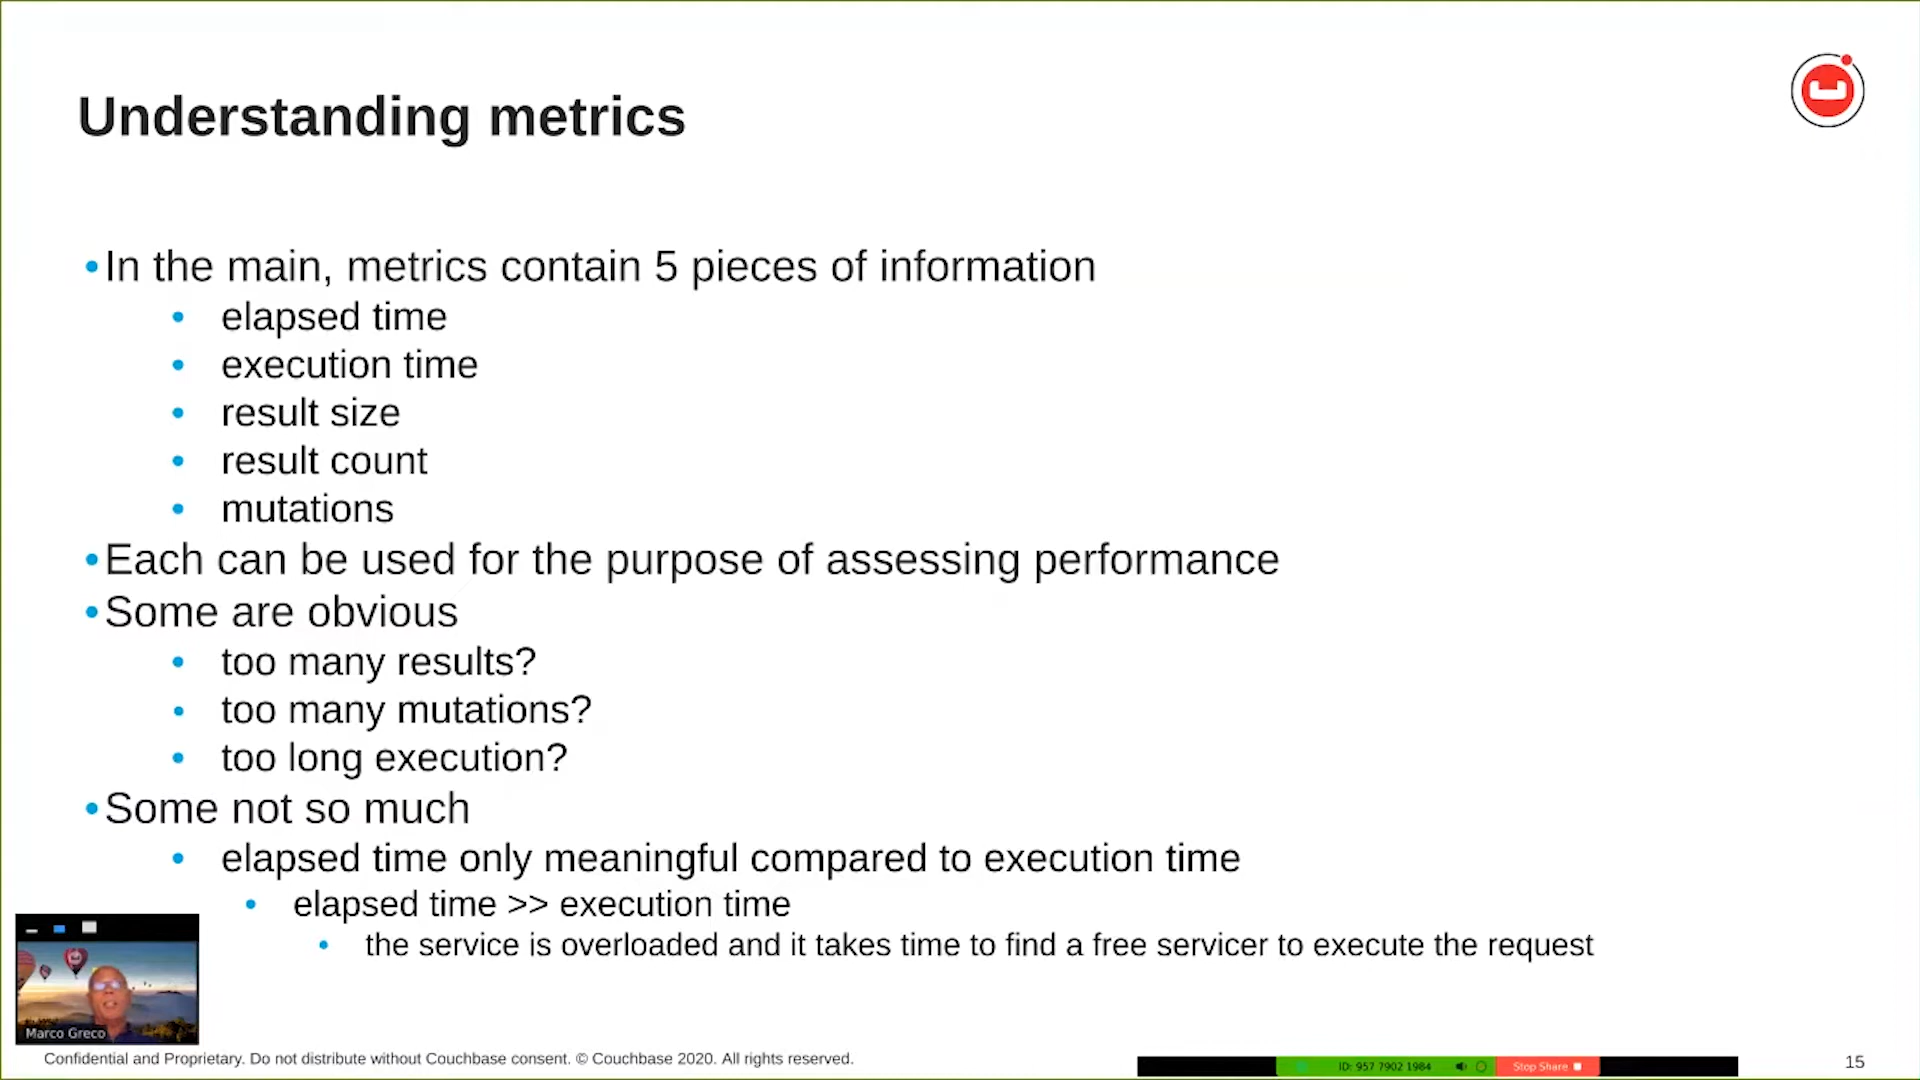 Understanding metrics
•In the main, metrics contain 5 pieces of information
• elapsed time
• execution time
• result size
• result count
• mutations
•Each can be used for the purpose of assessing performance
•Some are obvious
• too many results?
• too many mutations?
• too long execution?
•Some not so much
• elapsed time only meaningful compared to execution time
• elapsed time >> execution time
• the service is overloaded and it takes time to find a free servicer to execute the request
Marco Greco
Confidential and Proprietary. Do not distribute without Couchbase consent. © Couchbase 2020. All rights reserved.
ID: 957 7902 1984
Stop Share
15